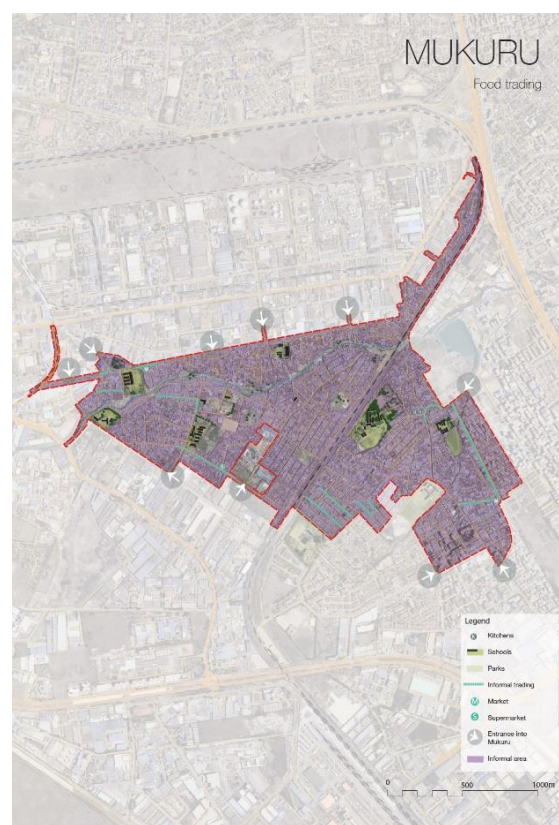 MUKURU
Food trading
Legend
Kitchens
Schools
Parks
Informal trading
M Market
S Supermarket
Entrance into
Mukuru
Informal area
0 500 1000m